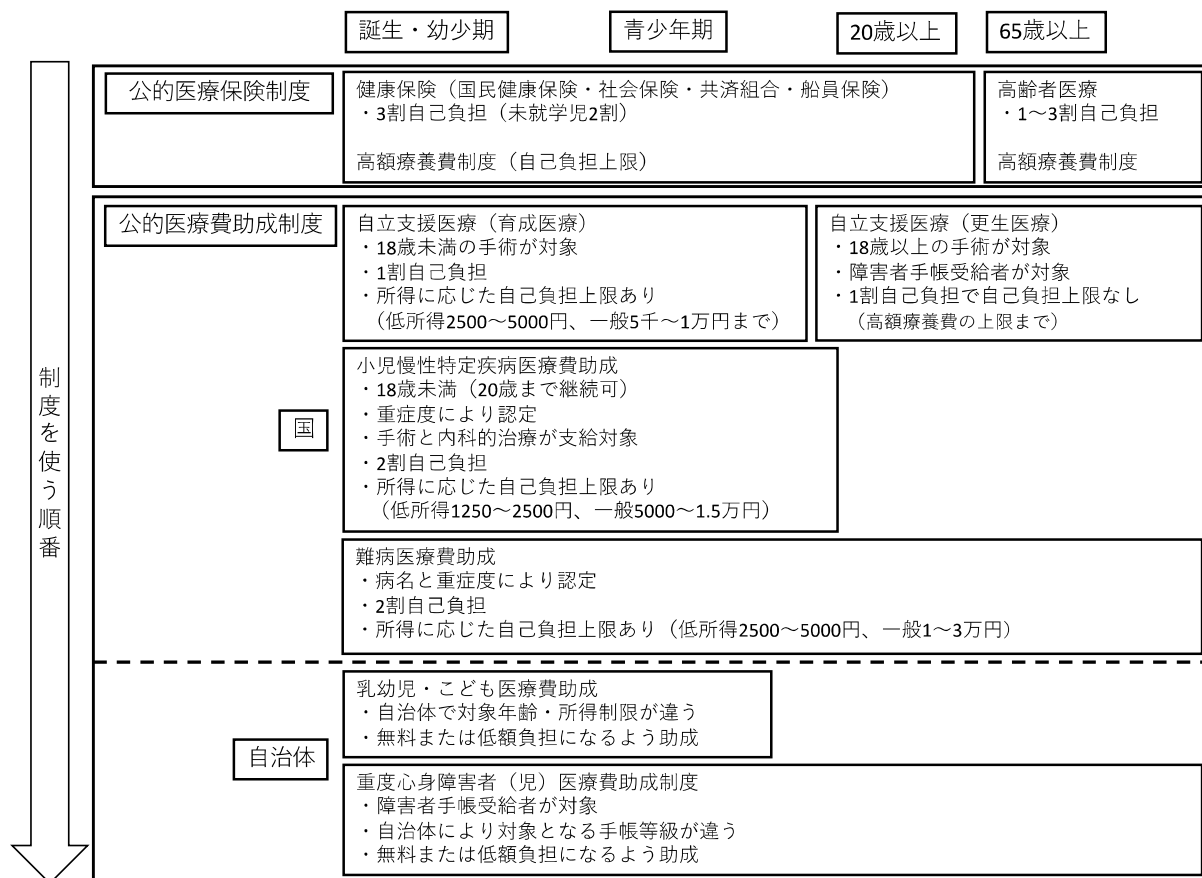 誕生・幼少期
青少年期
20歳以上
65歳以上
制度を使う順番
公的医療保険制度
健康保険（国民健康保険・社会保険・共済組合・船員保険）
・3割自己負担（未就学児2割）
高額療養費制度（自己負担上限）
高齢者医療
・1～3割自己負担
高額療養費制度
公的医療費助成制度
国
自立支援医療（育成医療）
・18歳未満の手術が対象
・1割自己負担
・所得に応じた自己負担上限あり
（低所得2500～5000円、一般5千～1万円まで）
自立支援医療（更生医療）
・18歳以上の手術が対象
・障害者手帳受給者が対象
・1割自己負担で自己負担上限なし
（高額療養費の上限まで）
小児慢性特定疾病医療費助成
・18歳未満（20歳まで継続可）
・重症度により認定
・手術と内科的治療が支給対象
・2割自己負担
・所得に応じた自己負担上限あり
（低所得1250～2500円、一般5000～1.5万円）
難病医療費助成
・病名と重症度により認定
・2割自己負担
・所得に応じた自己負担上限あり（低所得2500～5000円、一般1～3万円）
自治体
乳幼児・こども医療費助成
・自治体で対象年齢・所得制限が違う
・無料または低額負担になるよう助成
重度心身障害者（児）医療費助成制度
・障害者手帳受給者が対象
・自治体により対象となる手帳等級が違う
・無料または低額負担になるよう助成